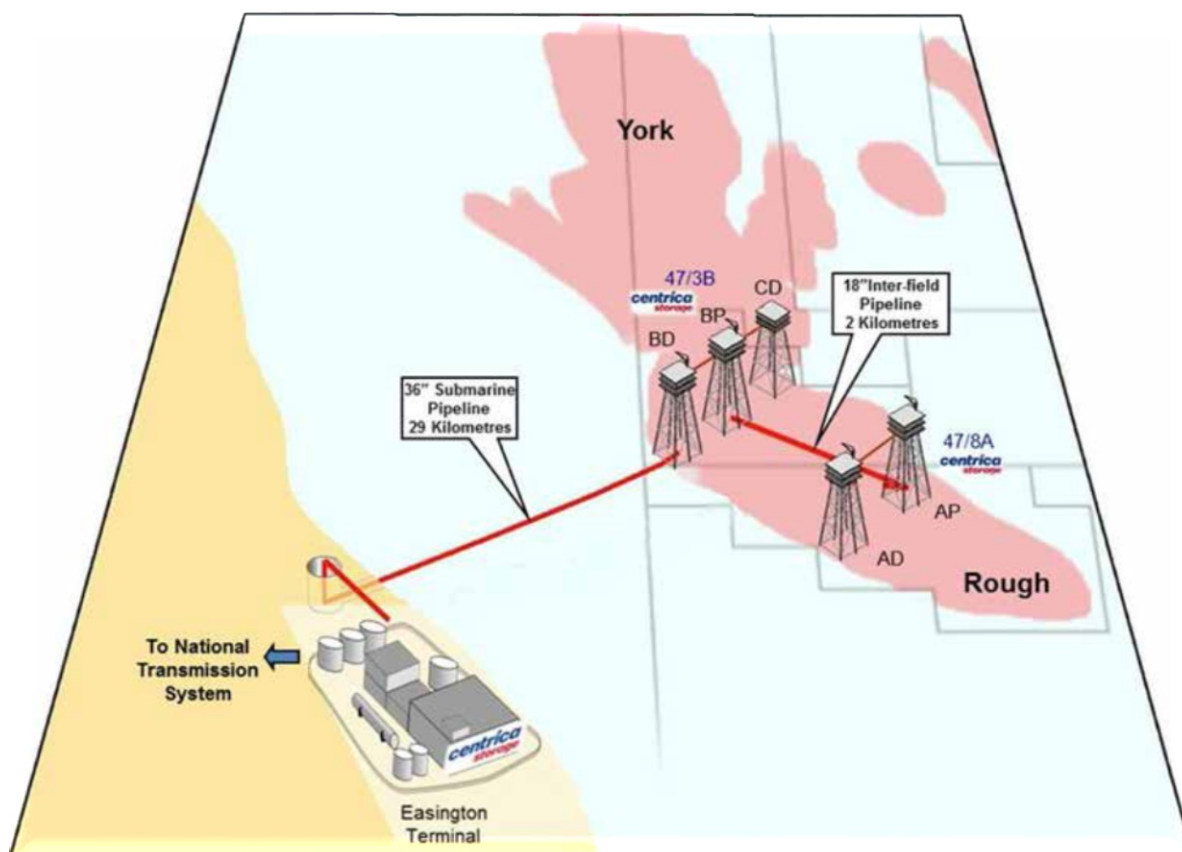 York
47/3B
centrica
storage
CD
BP
BD
18"Inter-field
Pipeline
2 Kilometres
36" Submarine
Pipeline
29 Kilometres
47/8A
centrica
storage
AP
AD
Rough
To National
Transmission
System
centrica
storage
Easington
Terminal